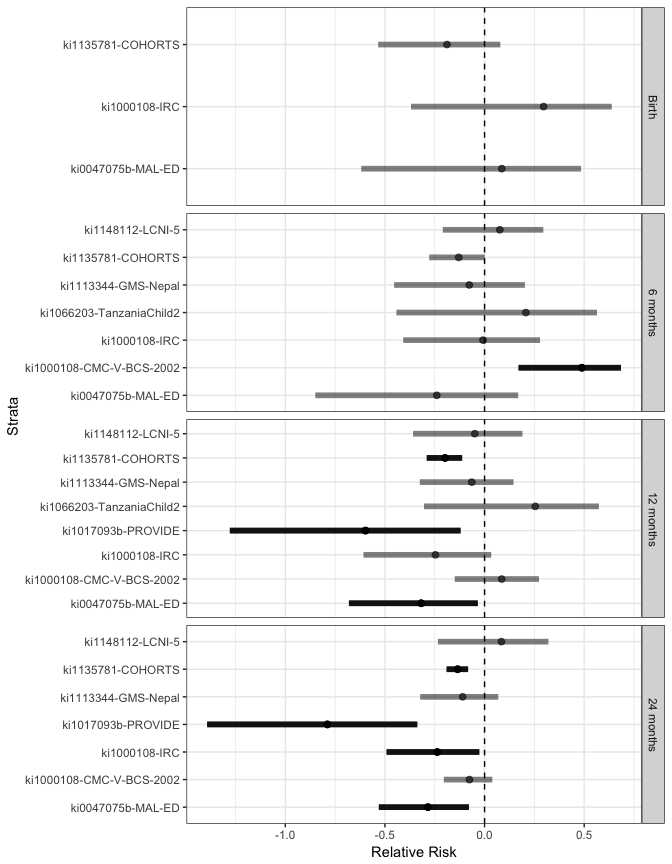 Strata
Birth
ki1135781-COHORTS
ki1000108-IRC
ki0047075b-MAL-ED
6 months
ki1148112-LCNI-5
ki1135781-COHORTS
ki1113344-GMS-Nepal
ki1066203-TanzaniaChild2
ki1000108-IRC
ki1000108-CMC-V-BCS-2002
ki0047075b-MAL-ED
12 months
ki1148112-LCNI-5
ki1135781-COHORTS
ki1113344-GMS-Nepal
ki1066203-TanzaniaChild2
ki1017093b-PROVIDE
ki1000108-IRC
ki1000108-CMC-V-BCS-2002
ki0047075b-MAL-ED
24 months
ki1148112-LCNI-5
ki1135781-COHORTS
ki1113344-GMS-Nepal
ki1017093b-PROVIDE
ki1000108-IRC
ki1000108-CMC-V-BCS-2002
ki0047075b-MAL-ED
-1.0 -0.5 0.0 0.5
Relative Risk